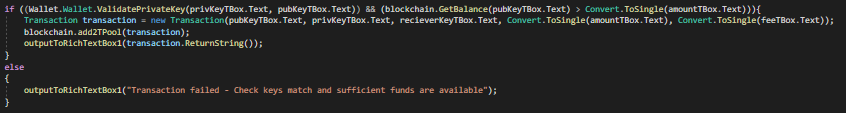 if ((Wallet.Wallet.ValidatePrivateKey(privKeyTBox.Text, pubKeyTBox.Text)) && (blockchain.GetBalance(pubKeyTBox.Text) > Convert.ToSingle(amountTBox.Text))){
Transaction transaction = new Transaction(pubKeyTBox.Text, privKeyTBox.Text, recieverKeyTBox.Text, Convert.ToSingle(amountTBox.Text), Convert.ToSingle(feeTBox.Text));
blockchain.add2TPool(transaction);
outputToRichTextBox1(transaction.ReturnString());
}
else
{
outputToRichTextBox1("Transaction failed - Check keys match and sufficient funds are available");
}